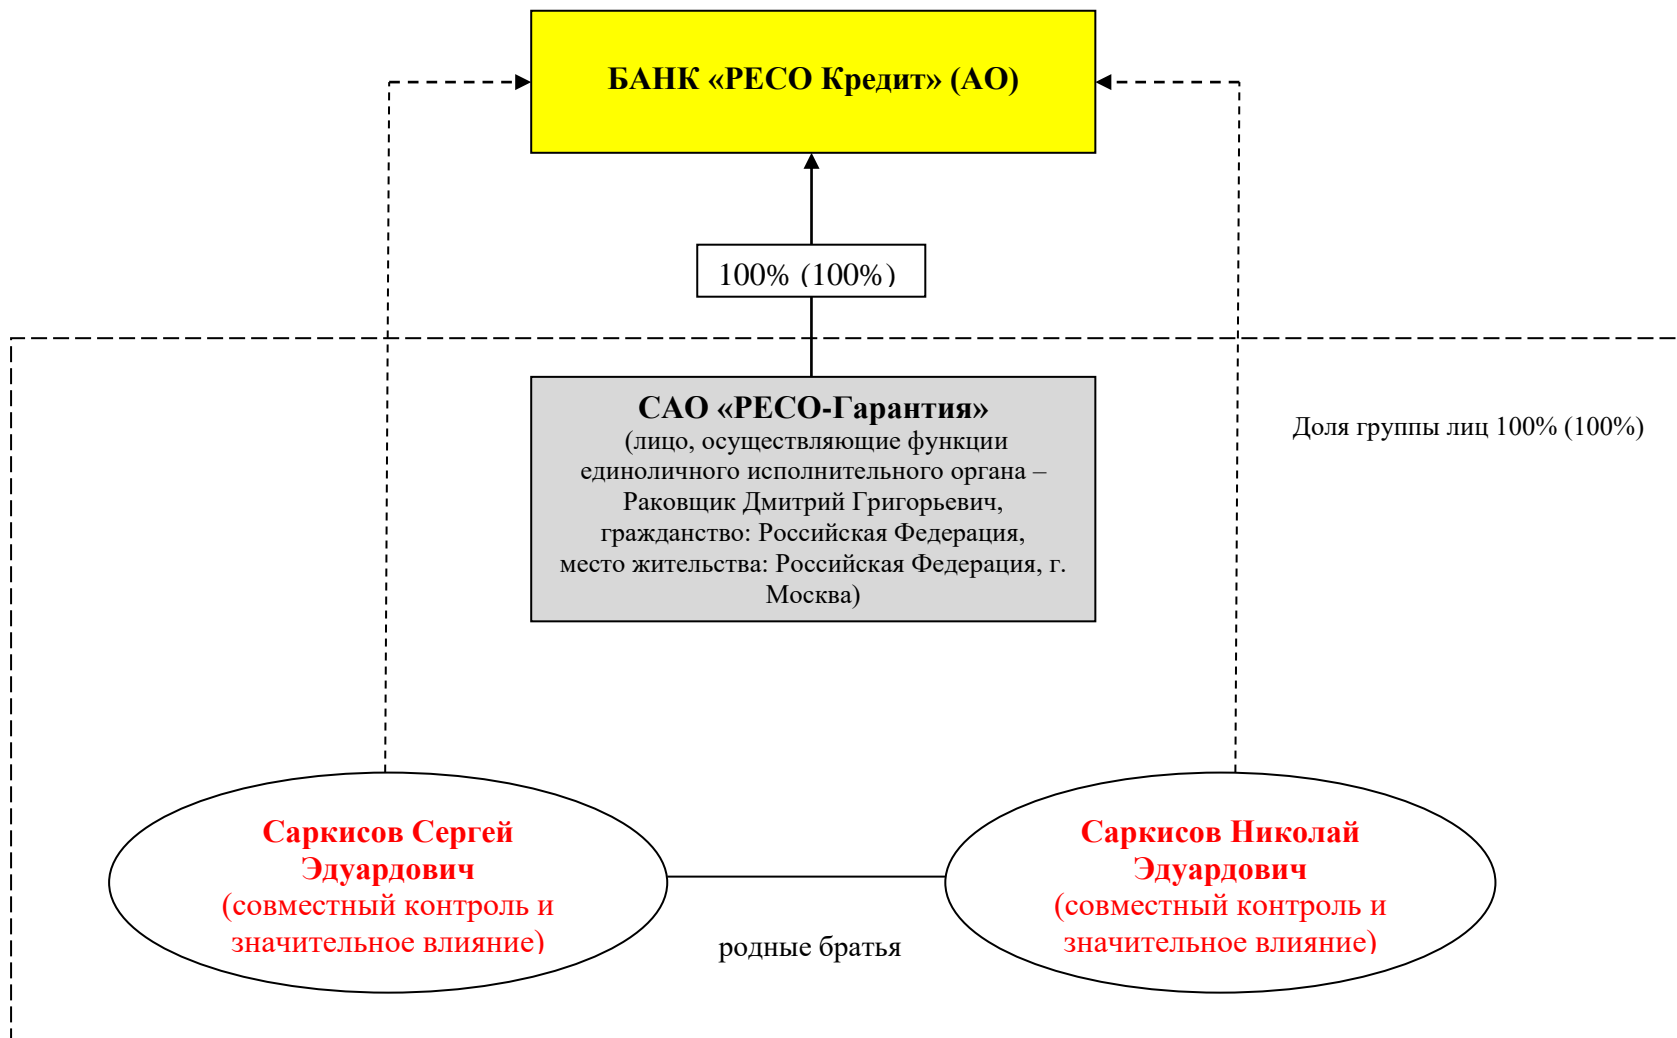 БАНК «РЕСО Кредит» (АО)
100% (100%)
САО «РЕСО-Гарантия»
(лицо, осуществляющие функции
единоличного исполнительного органа –
Раковщик Дмитрий Григорьевич,
гражданство: Российская Федерация,
место жительства: Российская Федерация, г.
Москва)
Доля группы лиц 100% (100%)
Саркисов Сергей
Эдуардович
(совместный контроль и
значительное влияние)
родные братья
Саркисов Николай
Эдуардович
(совместный контроль и
значительное влияние)